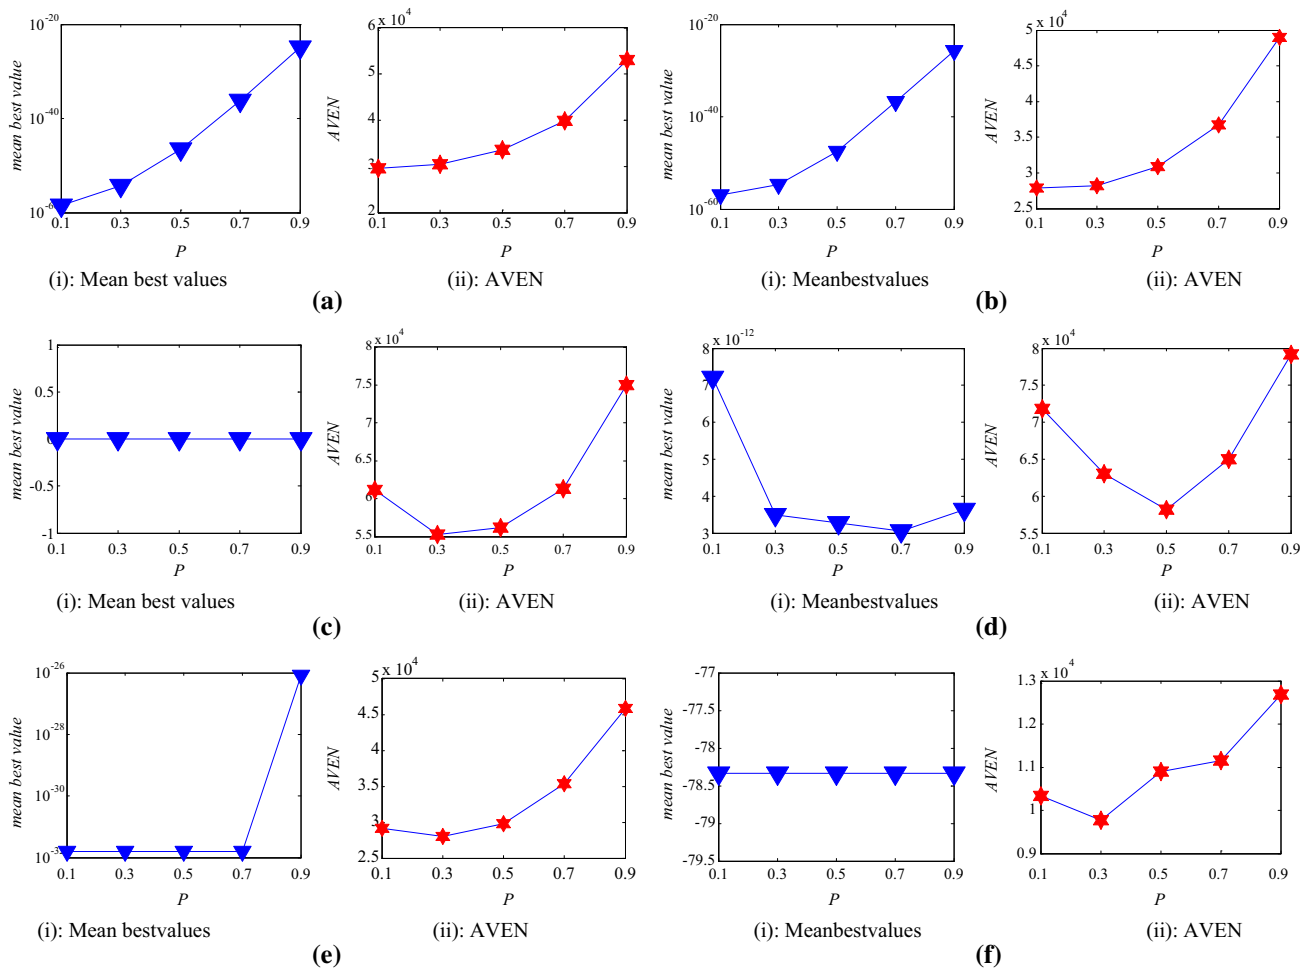 10^-20
10^-40
10^-60
mean best value
0.1 0.3 0.5 0.7 0.9
P
(i): Mean best values
x 10^4
6
5
4
3
2
AVEN
0.1 0.3 0.5 0.7 0.9
P
(ii): AVEN
(a)
10^-20
10^-40
10^-60
mean best value
0.1 0.3 0.5 0.7 0.9
P
(i): Meanbestvalues
x 10^4
5
4.5
4
3.5
3
2.5
AVEN
0.1 0.3 0.5 0.7 0.9
P
(ii): AVEN
(b)
1
0.5
0
-0.5
-1
mean best value
0.1 0.3 0.5 0.7 0.9
P
(i): Mean best values
x 10^4
8
7.5
7
6.5
6
5.5
AVEN
0.1 0.3 0.5 0.7 0.9
P
(ii): AVEN
(c)
x 10^-12
8
7
6
5
4
3
mean best value
0.1 0.3 0.5 0.7 0.9
P
(i): Meanbestvalues
x 10^4
8
7.5
7
6.5
6
5.5
AVEN
0.1 0.3 0.5 0.7 0.9
P
(ii): AVEN
(d)
10^-26
10^-28
10^-30
mean best value
0.1 0.3 0.5 0.7 0.9
P
(i): Mean bestvalues
x 10^4
5
4.5
4
3.5
3
2.5
AVEN
0.1 0.3 0.5 0.7 0.9
P
(ii): AVEN
(e)
-77
-77.5
-78
-78.5
-79
-79.5
mean best value
0.1 0.3 0.5 0.7 0.9
P
(i): Meanbestvalues
x 10^4
1.3
1.2
1.1
1
0.9
AVEN
0.1 0.3 0.5 0.7 0.9
P
(ii): AVEN
(f)